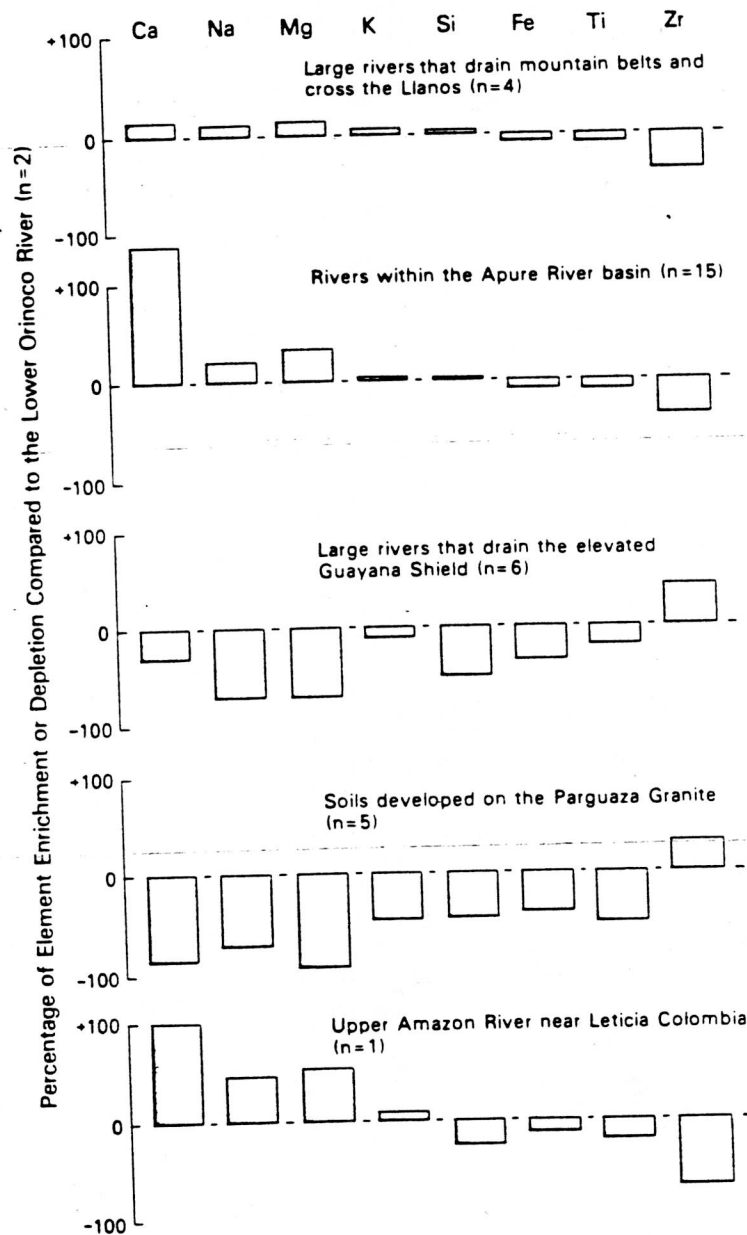 Ca Na Mg K Si Fe Ti Zr
Percentage of Element Enrichment or Depletion Compared to the Lower Orinoco River (n=2)
+100
Large rivers that drain mountain belts and
cross the Llanos (n=4)
0
-100
+100
Rivers within the Apure River basin (n=15)
0
-100
+100
Large rivers that drain the elevated
Guayana Shield (n=6)
0
-100
+100
Soils developed on the Parguaza Granite
(n=5)
0
-100
+100
Upper Amazon River near Leticia Colombia
(n=1)
0
-100